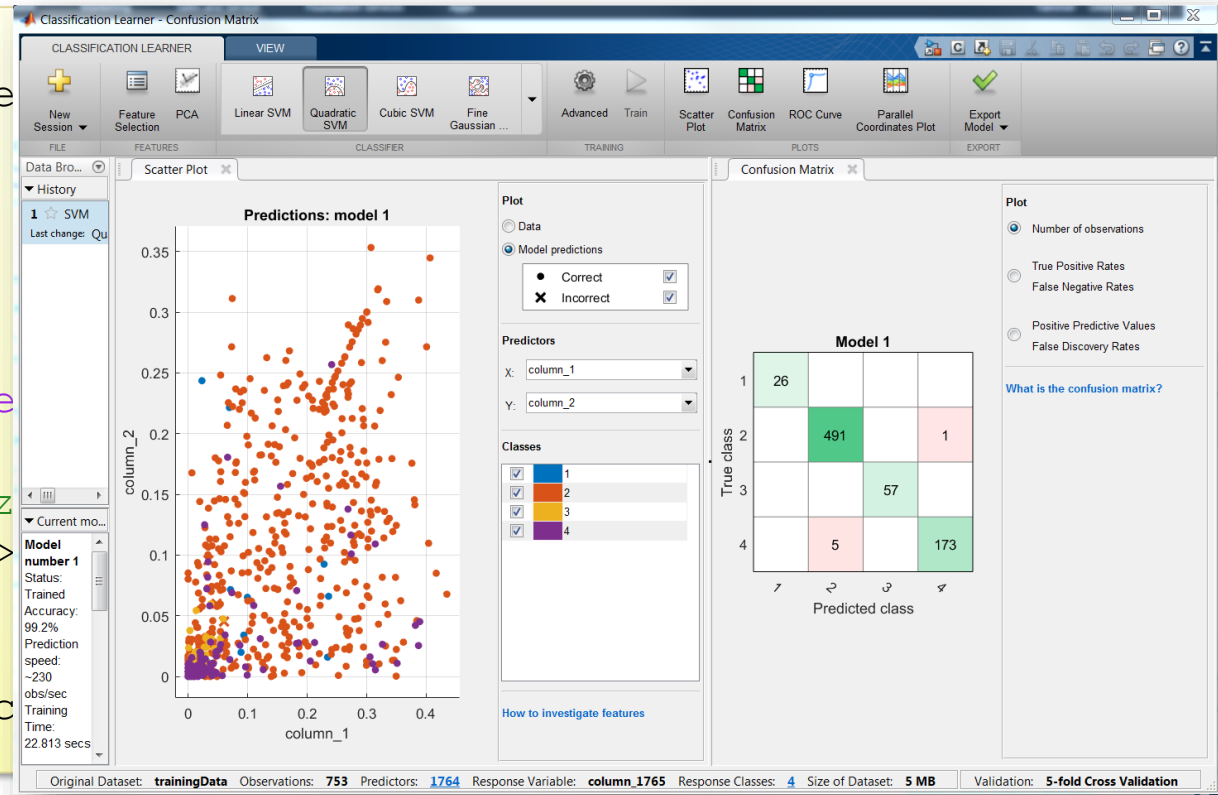 Classification Learner - Confusion Matrix
CLASSIFICATION LEARNER
VIEW
New
Session
Feature
Selection
PCA
Linear SVM
Quadratic
SVM
Cubic SVM
Fine
Gaussian ...
Advanced
Train
Scatter
Plot
Confusion
Matrix
ROC Curve
Parallel
Coordinates Plot
Export
Model
FILE
FEATURES
CLASSIFIER
TRAINING
PLOTS
EXPORT
Data Bro...
History
1 SVM
Last change: Qu
Current mo...
Model
number 1
Status:
Trained
Accuracy:
99.2%
Prediction
speed:
~230
obs/sec
Training
Time:
22.813 secs
Scatter Plot
Predictions: model 1
0.35
0.3
0.25
0.2
0.15
0.1
0.05
0
column_2
0 0.1 0.2 0.3 0.4
column_1
Plot
Data
Model predictions
Correct
Incorrect
Predictors
X: column_1
Y: column_2
Classes
1
2
3
4
How to investigate features
Confusion Matrix
Model 1
True class
1 26
2 491 1
3 57
4 5 173
1 2 3 4
Predicted class
Plot
Number of observations
True Positive Rates
False Negative Rates
Positive Predictive Values
False Discovery Rates
What is the confusion matrix?
Original Dataset: trainingData Observations: 753 Predictors: 1764 Response Variable: column_1765 Response Classes: 4 Size of Dataset: 5 MB Validation: 5-fold Cross Validation
e
e
z
>
c